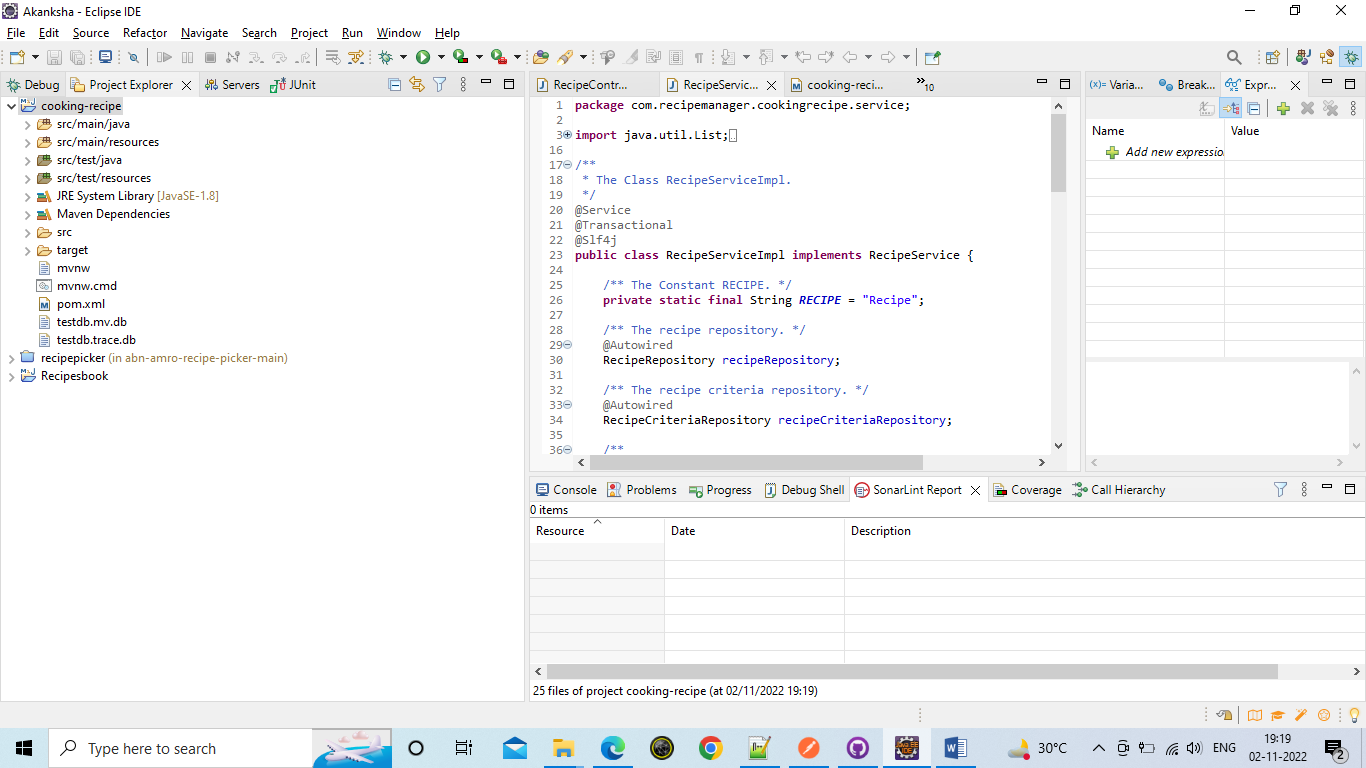 Akanksha - Eclipse IDE
File Edit Source Refactor Navigate Search Project Run Window Help
Debug Project Explorer Servers JUnit
cooking-recipe
src/main/java
src/main/resources
src/test/java
src/test/resources
JRE System Library [JavaSE-1.8]
Maven Dependencies
src
target
mvnw
mvnw.cmd
pom.xml
testdb.mv.db
testdb.trace.db
recipepicker (in abn-amro-recipe-picker-main)
Recipesbook
RecipeContr... RecipeServic... cooking-reci... »10
1 package com.recipemanager.cookingrecipe.service;
2
3 import java.util.List;
16
17 /**
18 * The Class RecipeServiceImpl.
19 */
20 @Service
21 @Transactional
22 @Slf4j
23 public class RecipeServiceImpl implements RecipeService {
24
25 /** The Constant RECIPE. */
26 private static final String RECIPE = "Recipe";
27
28 /** The recipe repository. */
29 @Autowired
30 RecipeRepository recipeRepository;
31
32 /** The recipe criteria repository. */
33 @Autowired
34 RecipeCriteriaRepository recipeCriteriaRepository;
35
36 /**
(x)= Varia... Break... Expr...
Name Value
Add new expressio
Console Problems Progress Debug Shell SonarLint Report Coverage Call Hierarchy
0 items
Resource Date Description
25 files of project cooking-recipe (at 02/11/2022 19:19)
Type here to search
30°C ENG 19:19
02-11-2022
2